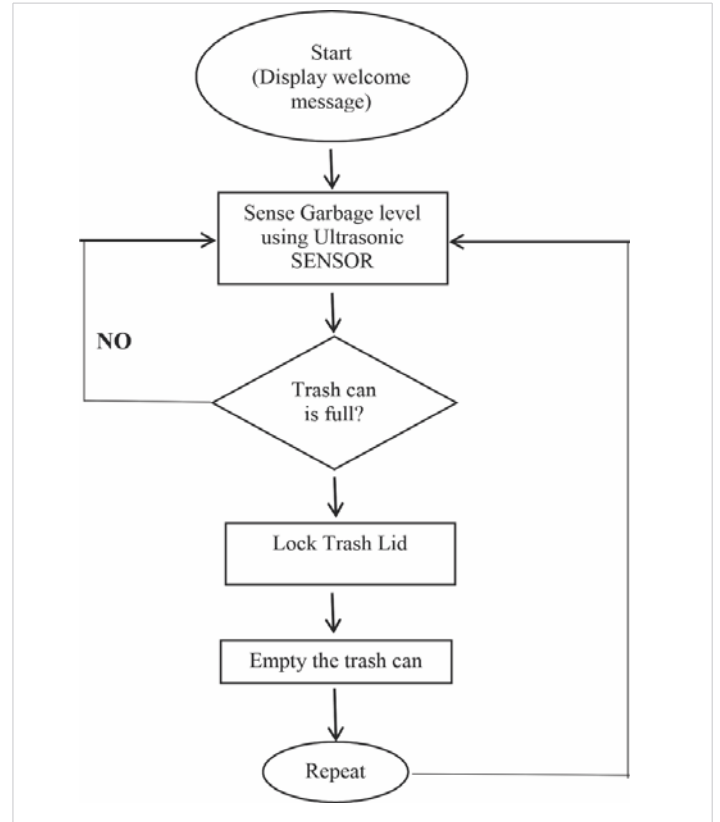 Start
(Display welcome
message)
Sense Garbage level
using Ultrasonic
SENSOR
NO
Trash can
is full?
Lock Trash Lid
Empty the trash can
Repeat